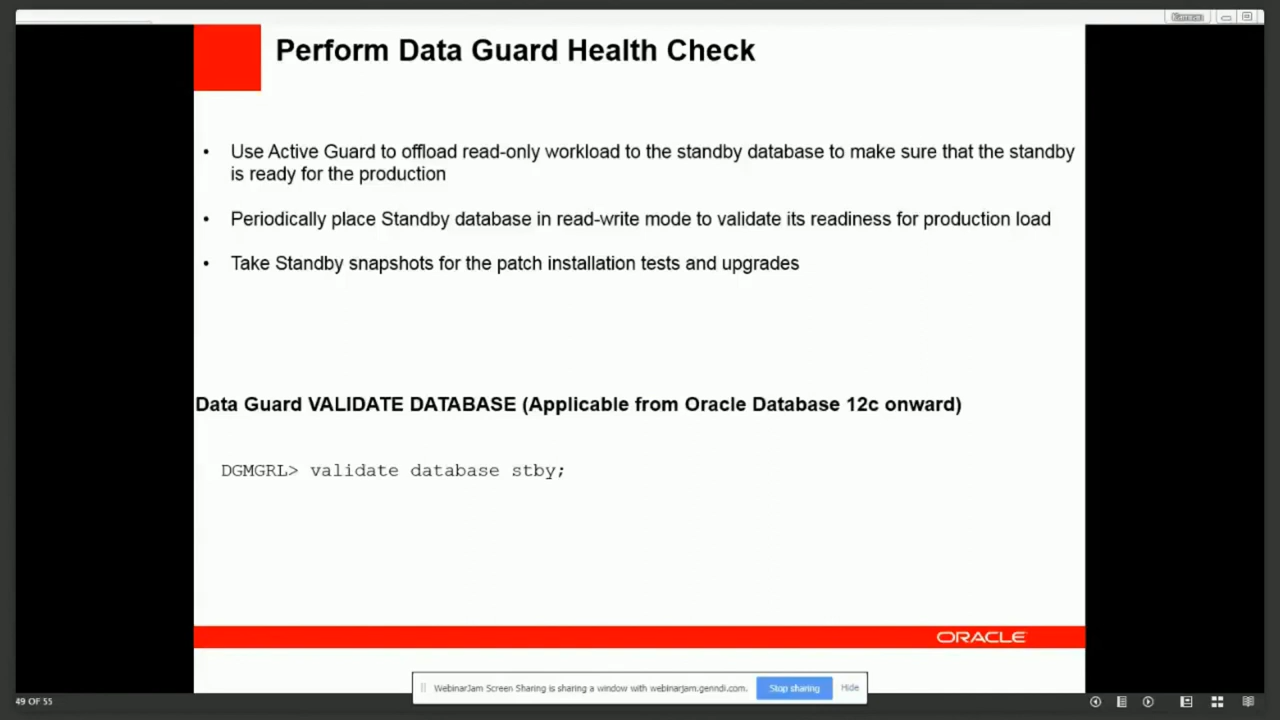 Perform Data Guard Health Check
• Use Active Guard to offload read-only workload to the standby database to make sure that the standby
is ready for the production
• Periodically place Standby database in read-write mode to validate its readiness for production load
• Take Standby snapshots for the patch installation tests and upgrades
Data Guard VALIDATE DATABASE (Applicable from Oracle Database 12c onward)
DGMGRL> validate database stby;
ORACLE
WebinarJam Screen Sharing is sharing a window with webinarjam.genndi.com.
Stop sharing
Hide
49 OF 55